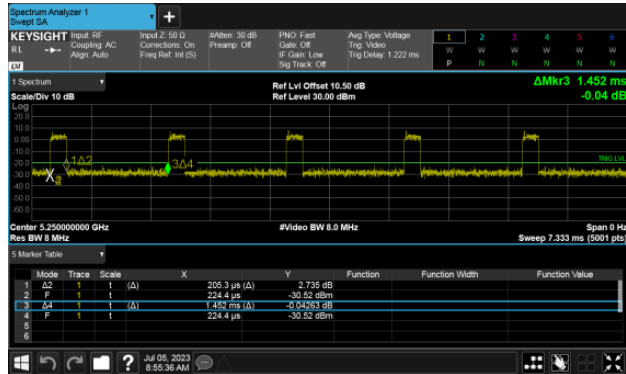 Spectrum Analyzer 1
Swept SA
+
KEYSIGHT Input: RF Input Z: 50 Ω #Atten: 30 dB PNO: Fast Avg Type: Voltage 1 2 3 4 5 6
RL Coupling: AC Corrections: On Preamp: Off Gate: Off Trig: Video W W W W W W
Align: Auto Freq Ref: Int (S) IF Gain: Low Trig Delay: 1.222 ms P N N N N N
LXI Sig Track: Off
1 Spectrum Ref Lvl Offset 10.50 dB ΔMkr3 1.452 ms
Scale/Div 10 dB Ref Level 30.00 dBm -0.04 dB
Log
20.0
10.0
0.00
-10.0
-20.0 1Δ2 3Δ4 TRIG LVL
-30.0
-40.0
-50.0
-60.0
Center 5.250000000 GHz #Video BW 8.0 MHz Span 0 Hz
Res BW 8 MHz Sweep 7.333 ms (5001 pts)
5 Marker Table
Mode Trace Scale X Y Function Function Width Function Value
1 Δ2 1 t (Δ) 205.3 µs (Δ) 2.735 dB
2 F 1 t 224.4 µs -30.52 dBm
3 Δ4 1 t (Δ) 1.452 ms (Δ) -0.04263 dB
4 F 1 t 224.4 µs -30.52 dBm
5
6
? Jul 05, 2023
8:55:36 AM